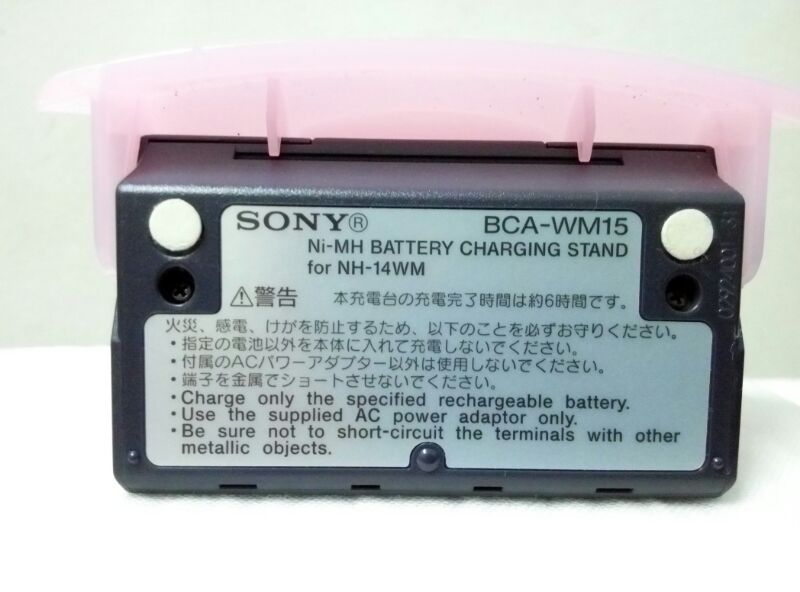 SONY®
BCA-WM15
Ni-MH BATTERY CHARGING STAND
for NH-14WM
⚠警告 本充電台の充電完了時間は約6時間です。
火災、感電、けがを防止するため、以下のことを必ずお守りください。
・指定の電池以外を本体に入れて充電しないでください。
・付属のACパワーアダプター以外は使用しないでください。
・端子を金属でショートさせないでください。
・Charge only the specified rechargeable battery.
・Use the supplied AC power adaptor only.
・Be sure not to short-circuit the terminals with other
metallic objects.